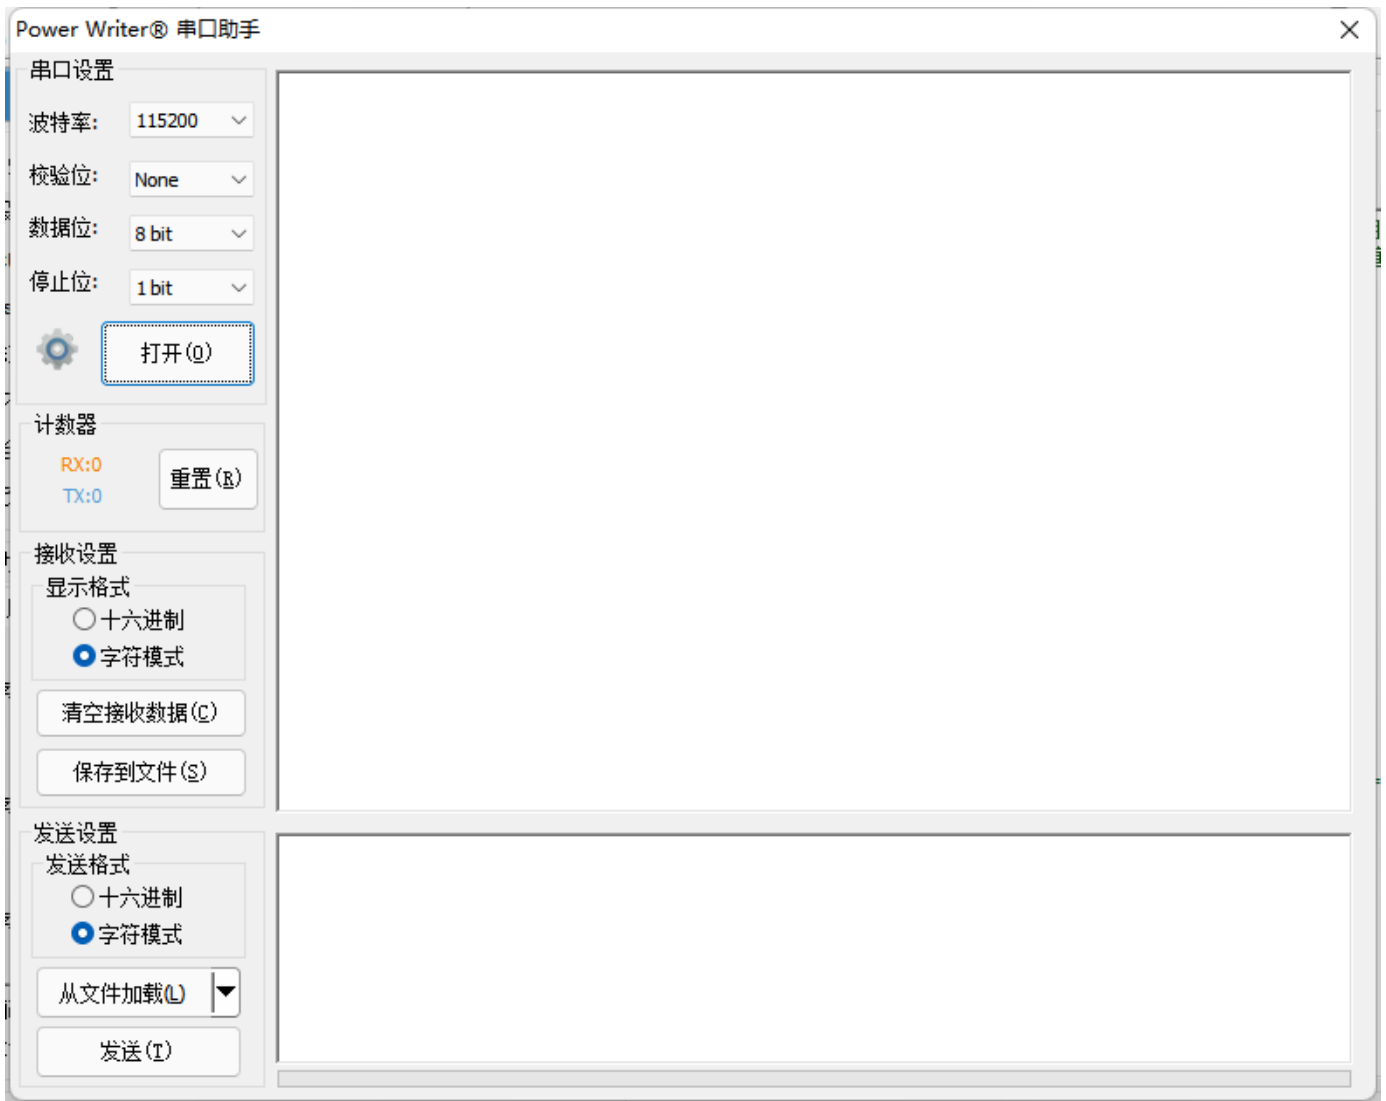 Power Writer® 串口助手
串口设置
波特率: 115200
校验位: None
数据位: 8 bit
停止位: 1 bit
打开(O)
计数器
RX:0
TX:0
重置(R)
接收设置
显示格式
十六进制
字符模式
清空接收数据(C)
保存到文件(S)
发送设置
发送格式
十六进制
字符模式
从文件加载(L)
发送(T)